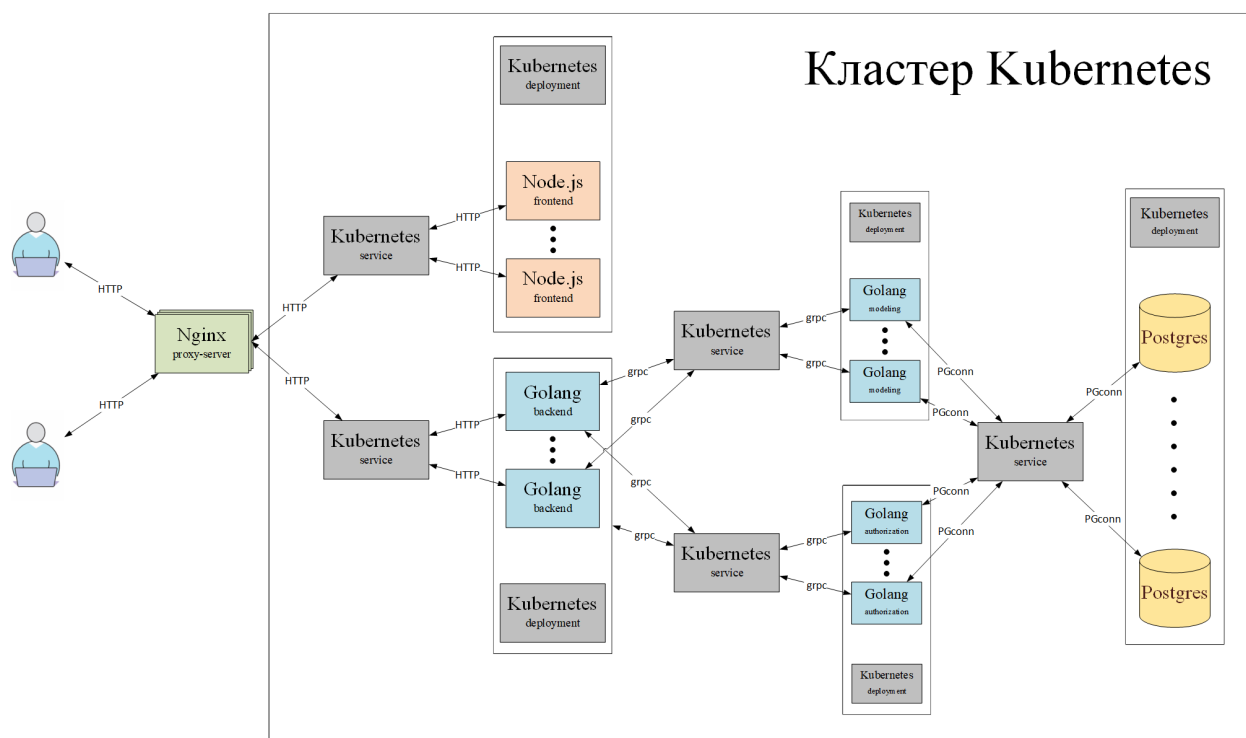 Кластер Kubernetes
Kubernetes
deployment
Node.js
frontend
Node.js
frontend
HTTP
HTTP
Kubernetes
service
HTTP
HTTP
Nginx
proxy-server
HTTP
HTTP
Kubernetes
service
HTTP
HTTP
Golang
backend
Golang
backend
Kubernetes
deployment
grpc
grpc
grpc
grpc
Kubernetes
service
Kubernetes
service
grpc
grpc
Kubernetes
deployment
Golang
modeling
Golang
modeling
grpc
grpc
Golang
authorization
Golang
authorization
Kubernetes
deployment
PGconn
PGconn
PGconn
PGconn
Kubernetes
service
PGconn
PGconn
Kubernetes
deployment
Postgres
Postgres